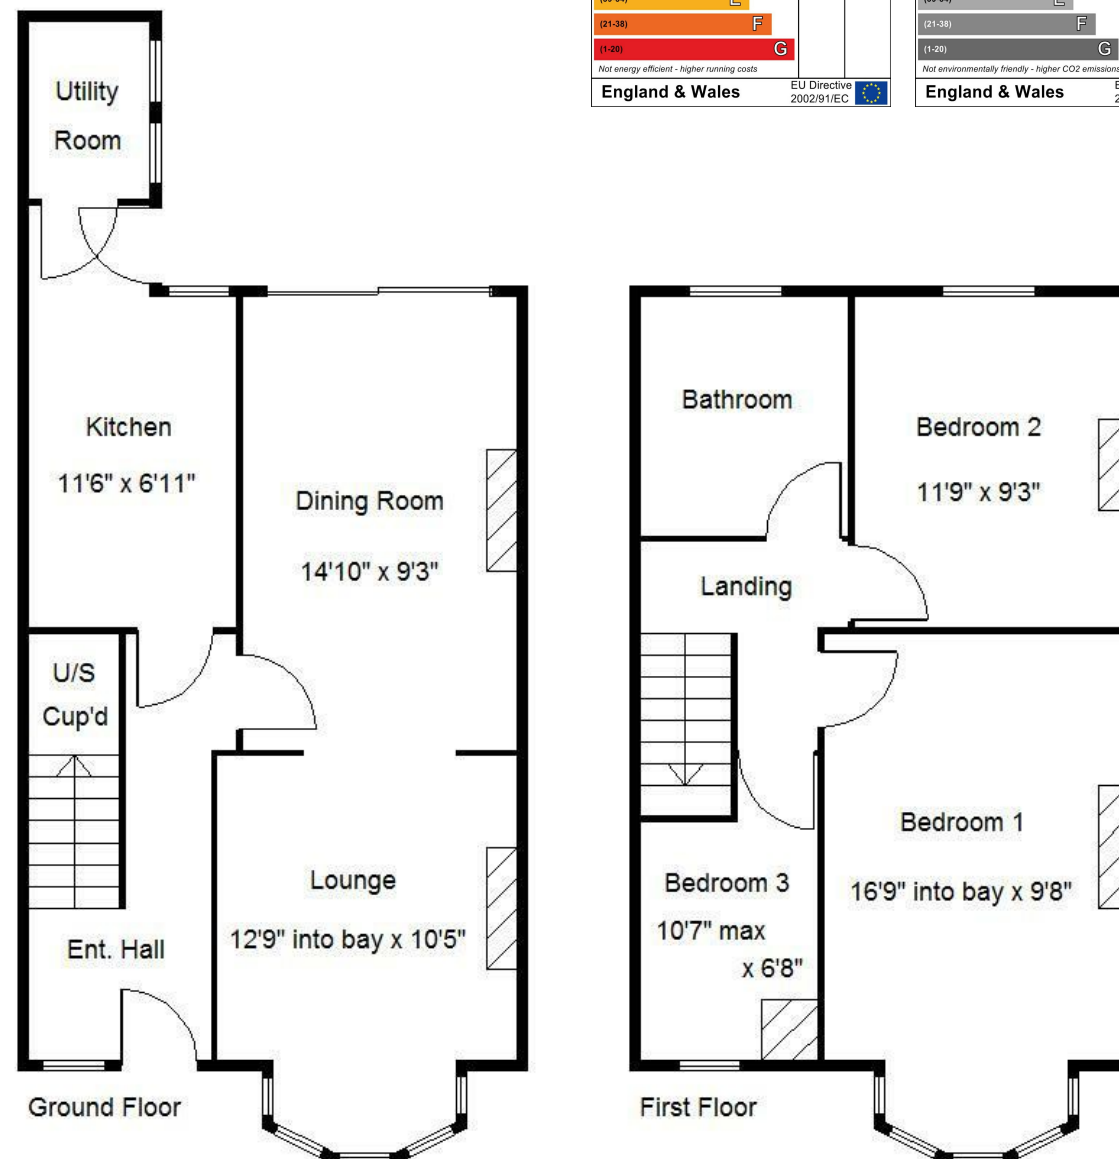 (21-38) F
(1-20) G
Not energy efficient - higher running costs
England & Wales
EU Directive
2002/91/EC
(21-38) F
(1-20) G
Not environmentally friendly - higher CO2 emissions
England & Wales
Utility
Room
Kitchen
11'6" x 6'11"
Dining Room
14'10" x 9'3"
U/S
Cup'd
Lounge
12'9" into bay x 10'5"
Ent. Hall
Ground Floor
Bathroom
Bedroom 2
11'9" x 9'3"
Landing
Bedroom 1
16'9" into bay x 9'8"
Bedroom 3
10'7" max
x 6'8"
First Floor